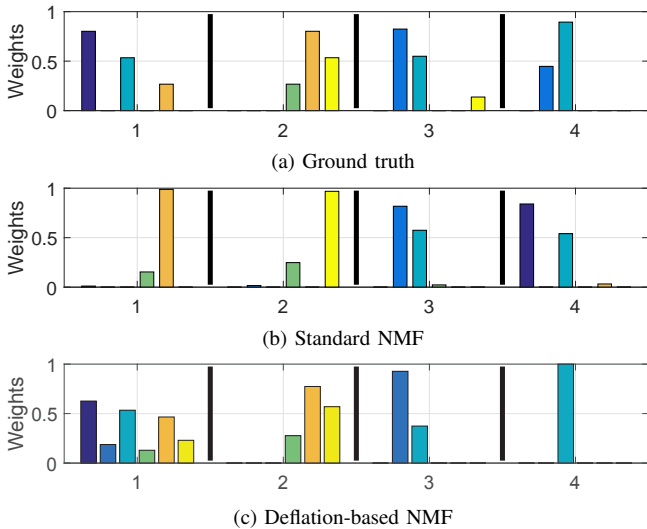 1
Weights
0.5
0
1 2 3 4
(a) Ground truth
1
Weights
0.5
0
1 2 3 4
(b) Standard NMF
1
Weights
0.5
0
1 2 3 4
(c) Deflation-based NMF